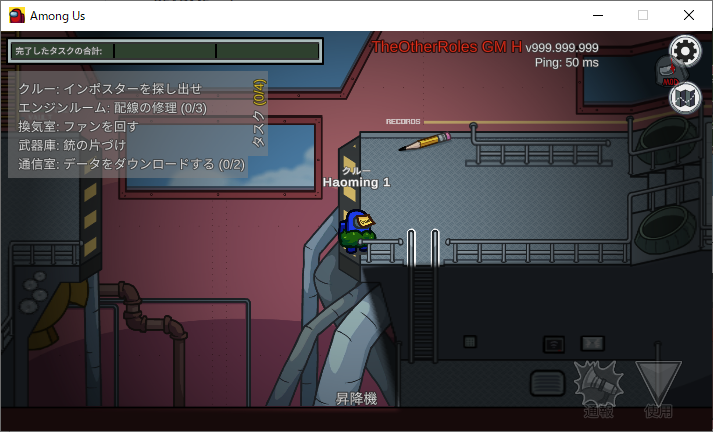 Among Us
完了したタスクの合計:
TheOtherRoles GM H v999.999.999
Ping: 50 ms
MOD
クルー: インポスターを探し出せ
エンジンルーム: 配線の修理 (0/3)
換気室: ファンを回す
武器庫: 銃の片づけ
通信室: データをダウンロードする (0/2)
タスク (0/4)
RECORDS
クルー
Haoming 1
昇降機
通報
使用